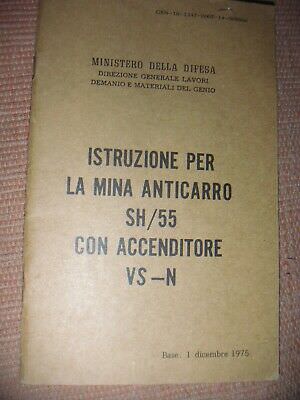 MINISTERO DELLA DIFESA
DIREZIONE GENERALE LAVORI
DEMANIO E MATERIALI DEL GENIO
ISTRUZIONE PER
LA MINA ANTICARRO
SH/55
CON ACCENDITORE
VS-N
Base: 1 dicembre 1975